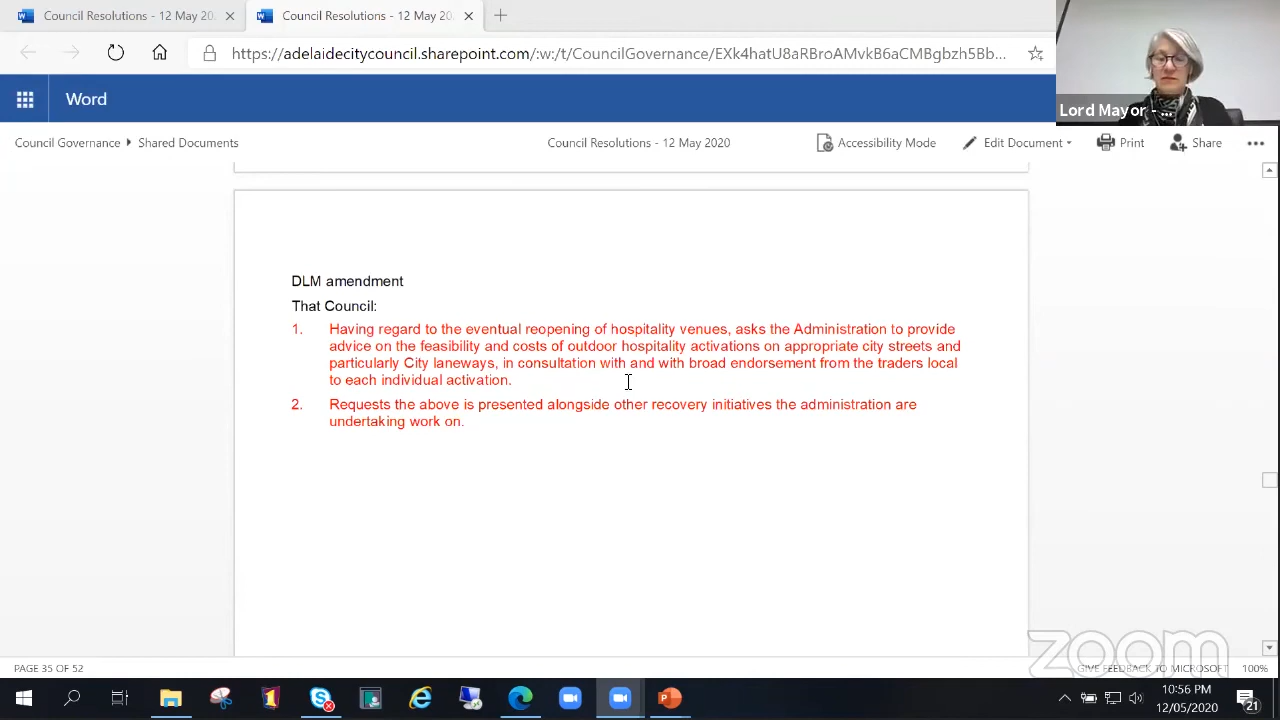 Council Resolutions - 12 May 20
Council Resolutions - 12 May 20.
https://adelaidecitycouncil.sharepoint.com/:w:/t/CouncilGovernance/EXk4hatU8aRBroAMvkB6aCMBgbzh5Bb...
Lord Mayor - ...
Word
Council Governance Shared Documents
Council Resolutions - 12 May 2020
Accessibility Mode
Edit Document
Print
Share
DLM amendment
That Council:
1. Having regard to the eventual reopening of hospitality venues, asks the Administration to provide
advice on the feasibility and costs of outdoor hospitality activations on appropriate city streets and
particularly City laneways, in consultation with and with broad endorsement from the traders local
to each individual activation.
2. Requests the above is presented alongside other recovery initiatives the administration are
undertaking work on.
zoom
PAGE 35 OF 52
GIVE FEEDBACK TO MICROSOFT 100%
10:56 PM
12/05/2020
21